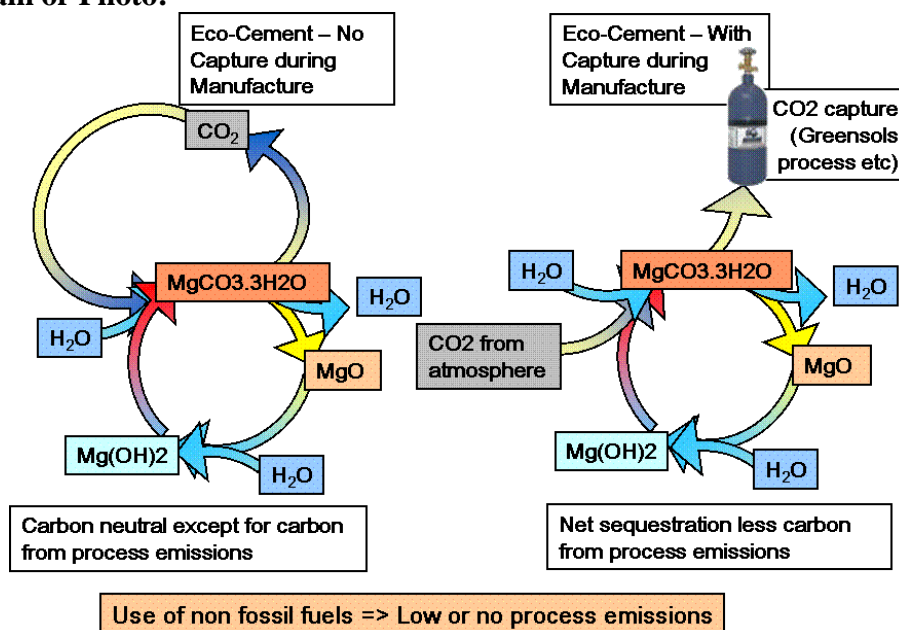 am or Photo:
Eco-Cement – No
Capture during
Manufacture
CO₂
MgCO3.3H2O
H₂O
H₂O
MgO
Mg(OH)2
H₂O
Carbon neutral except for carbon
from process emissions
Eco-Cement – With
Capture during
Manufacture
CO2 capture
(Greensols
process etc)
H₂O
MgCO3.3H2O
H₂O
CO2 from
atmosphere
MgO
Mg(OH)2
H₂O
Net sequestration less carbon
from process emissions
Use of non fossil fuels => Low or no process emissions